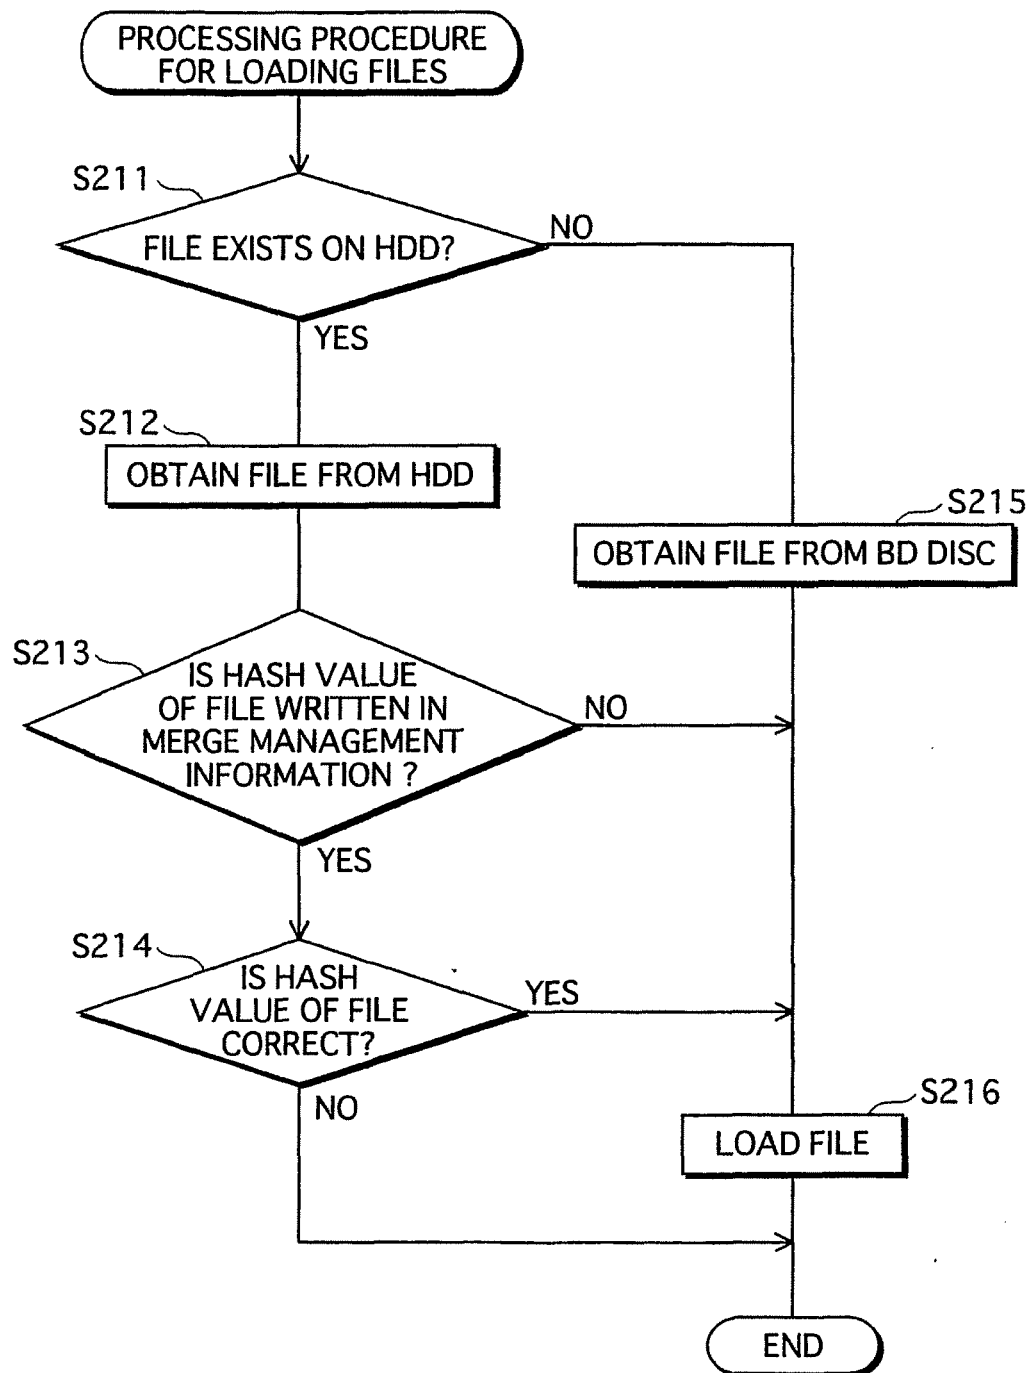 PROCESSING PROCEDURE
FOR LOADING FILES
S211
FILE EXISTS ON HDD?
NO
YES
S212
OBTAIN FILE FROM HDD
S215
OBTAIN FILE FROM BD DISC
S213
IS HASH VALUE
OF FILE WRITTEN IN
MERGE MANAGEMENT
INFORMATION ?
NO
YES
S214
IS HASH
VALUE OF FILE
CORRECT?
YES
NO
S216
LOAD FILE
END